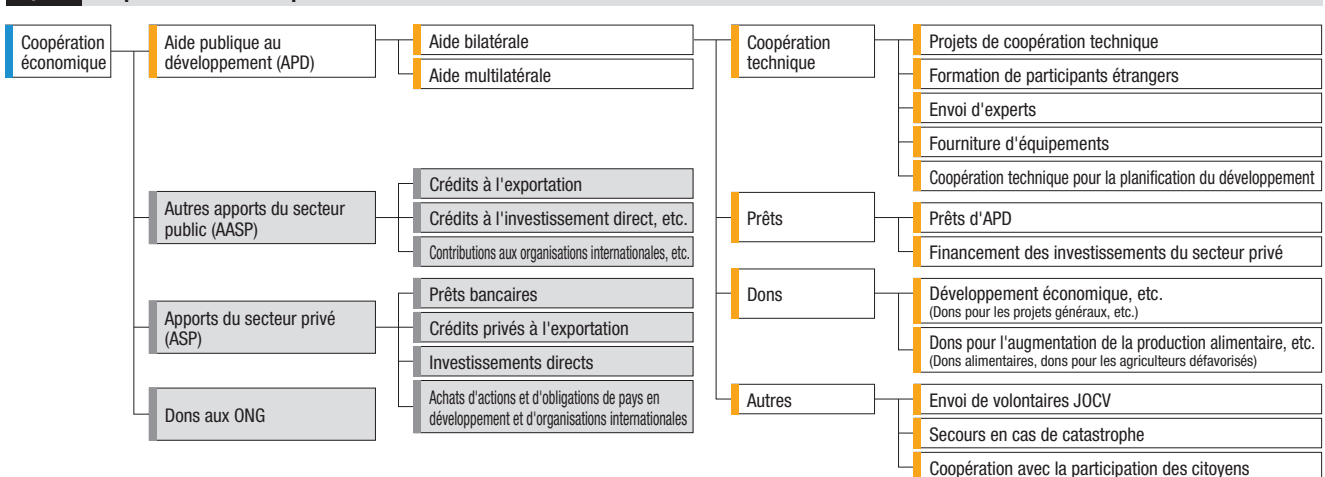 Coopération
économique
Aide publique au
développement (APD)
Aide bilatérale
Aide multilatérale
Autres apports du secteur
public (AASP)
Crédits à l'exportation
Crédits à l'investissement direct, etc.
Contributions aux organisations internationales, etc.
Apports du secteur privé
(ASP)
Prêts bancaires
Crédits privés à l'exportation
Investissements directs
Achats d'actions et d'obligations de pays en
développement et d'organisations internationales
Dons aux ONG
Coopération
technique
Projets de coopération technique
Formation de participants étrangers
Envoi d'experts
Fourniture d'équipements
Coopération technique pour la planification du développement
Prêts
Prêts d'APD
Financement des investissements du secteur privé
Dons
Développement économique, etc.
(Dons pour les projets généraux, etc.)
Dons pour l'augmentation de la production alimentaire, etc.
(Dons alimentaires, dons pour les agriculteurs défavorisés)
Autres
Envoi de volontaires JOCV
Secours en cas de catastrophe
Coopération avec la participation des citoyens